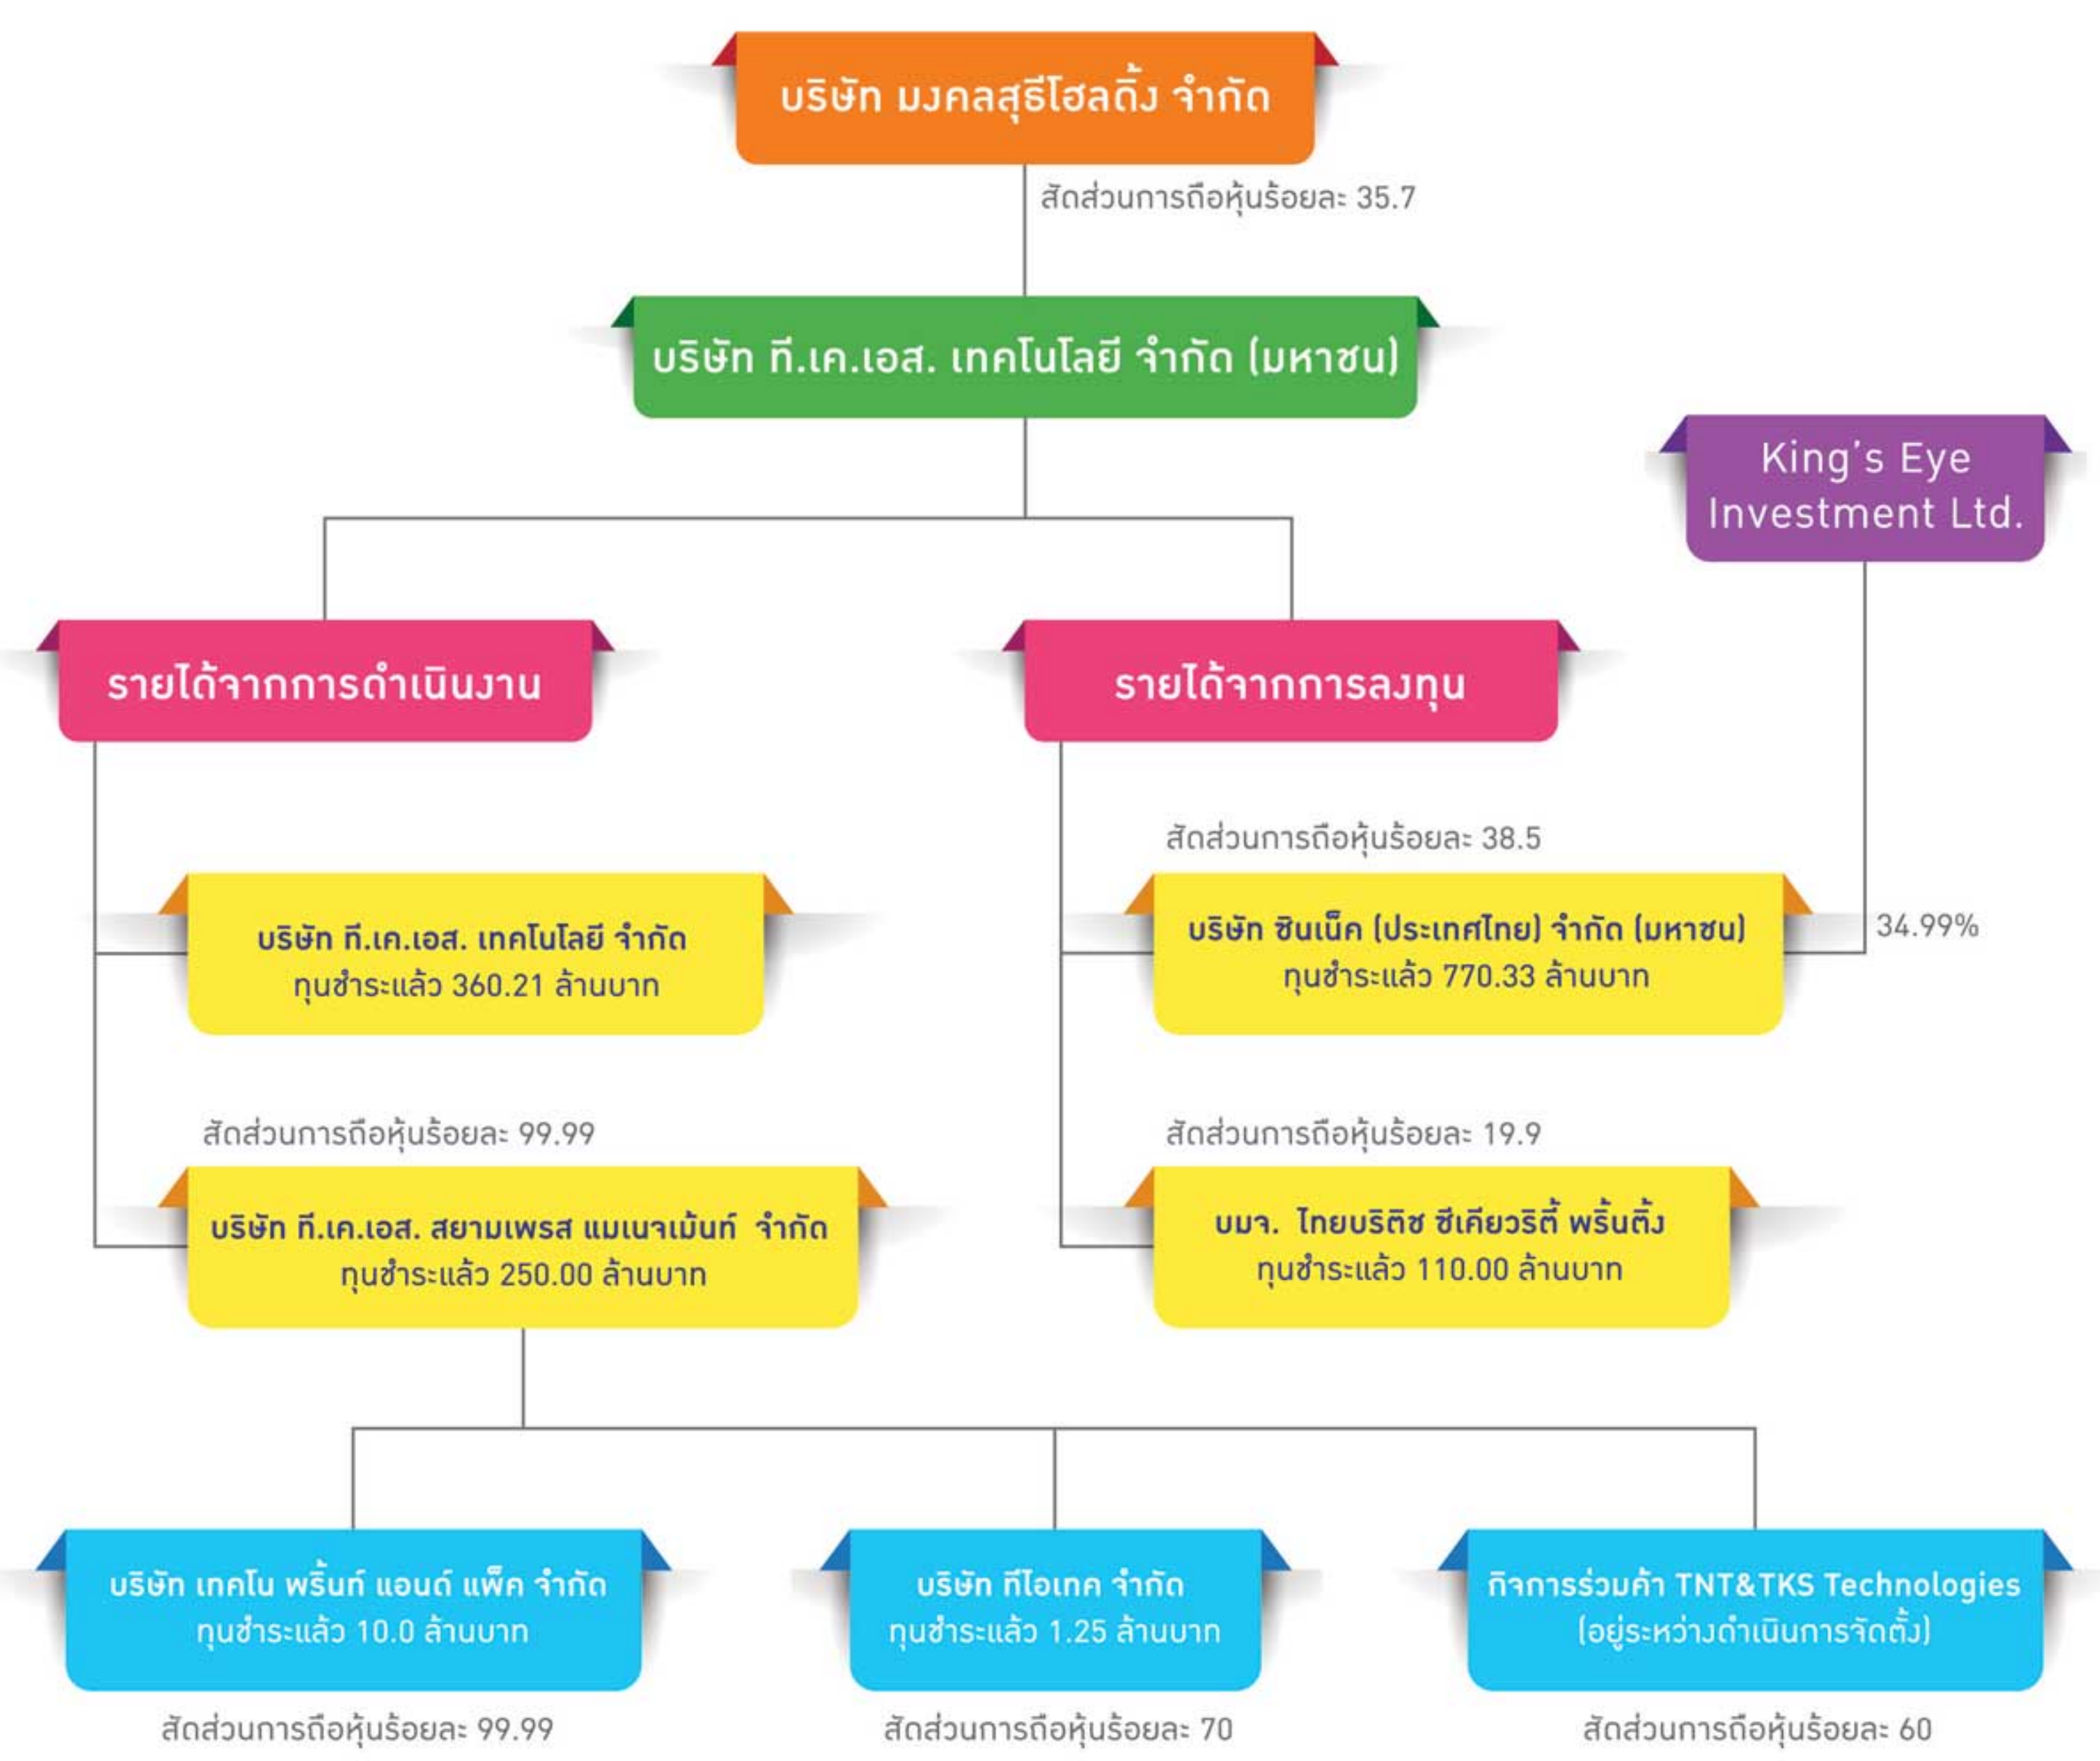 บริษัท มงคลสุธีโฮลดิ้ง จำกัด
สัดส่วนการถือหุ้นร้อยละ 35.7
บริษัท ที.เค.เอส. เทคโนโลยี จำกัด (มหาชน)
King's Eye
Investment Ltd.
รายได้จากการดำเนินงาน
รายได้จากการลงทุน
สัดส่วนการถือหุ้นร้อยละ 38.5
บริษัท ที.เค.เอส. เทคโนโลยี จำกัด
ทุนชำระแล้ว 360.21 ล้านบาท
บริษัท ซินเน็ค (ประเทศไทย) จำกัด (มหาชน)
ทุนชำระแล้ว 770.33 ล้านบาท
34.99%
สัดส่วนการถือหุ้นร้อยละ 99.99
บริษัท ที.เค.เอส. สยามเพรส แมเนจเม้นท์ จำกัด
ทุนชำระแล้ว 250.00 ล้านบาท
สัดส่วนการถือหุ้นร้อยละ 19.9
บมจ. ไทยบริติช ซีเคียวริตี้ พริ้นติ้ง
ทุนชำระแล้ว 110.00 ล้านบาท
บริษัท เทคโน พริ้นท์ แอนด์ แพ็ค จำกัด
ทุนชำระแล้ว 10.0 ล้านบาท
สัดส่วนการถือหุ้นร้อยละ 99.99
บริษัท ทีไอเทค จำกัด
ทุนชำระแล้ว 1.25 ล้านบาท
สัดส่วนการถือหุ้นร้อยละ 70
กิจการร่วมค้า TNT&TKS Technologies
(อยู่ระหว่างดำเนินการจัดตั้ง)
สัดส่วนการถือหุ้นร้อยละ 60